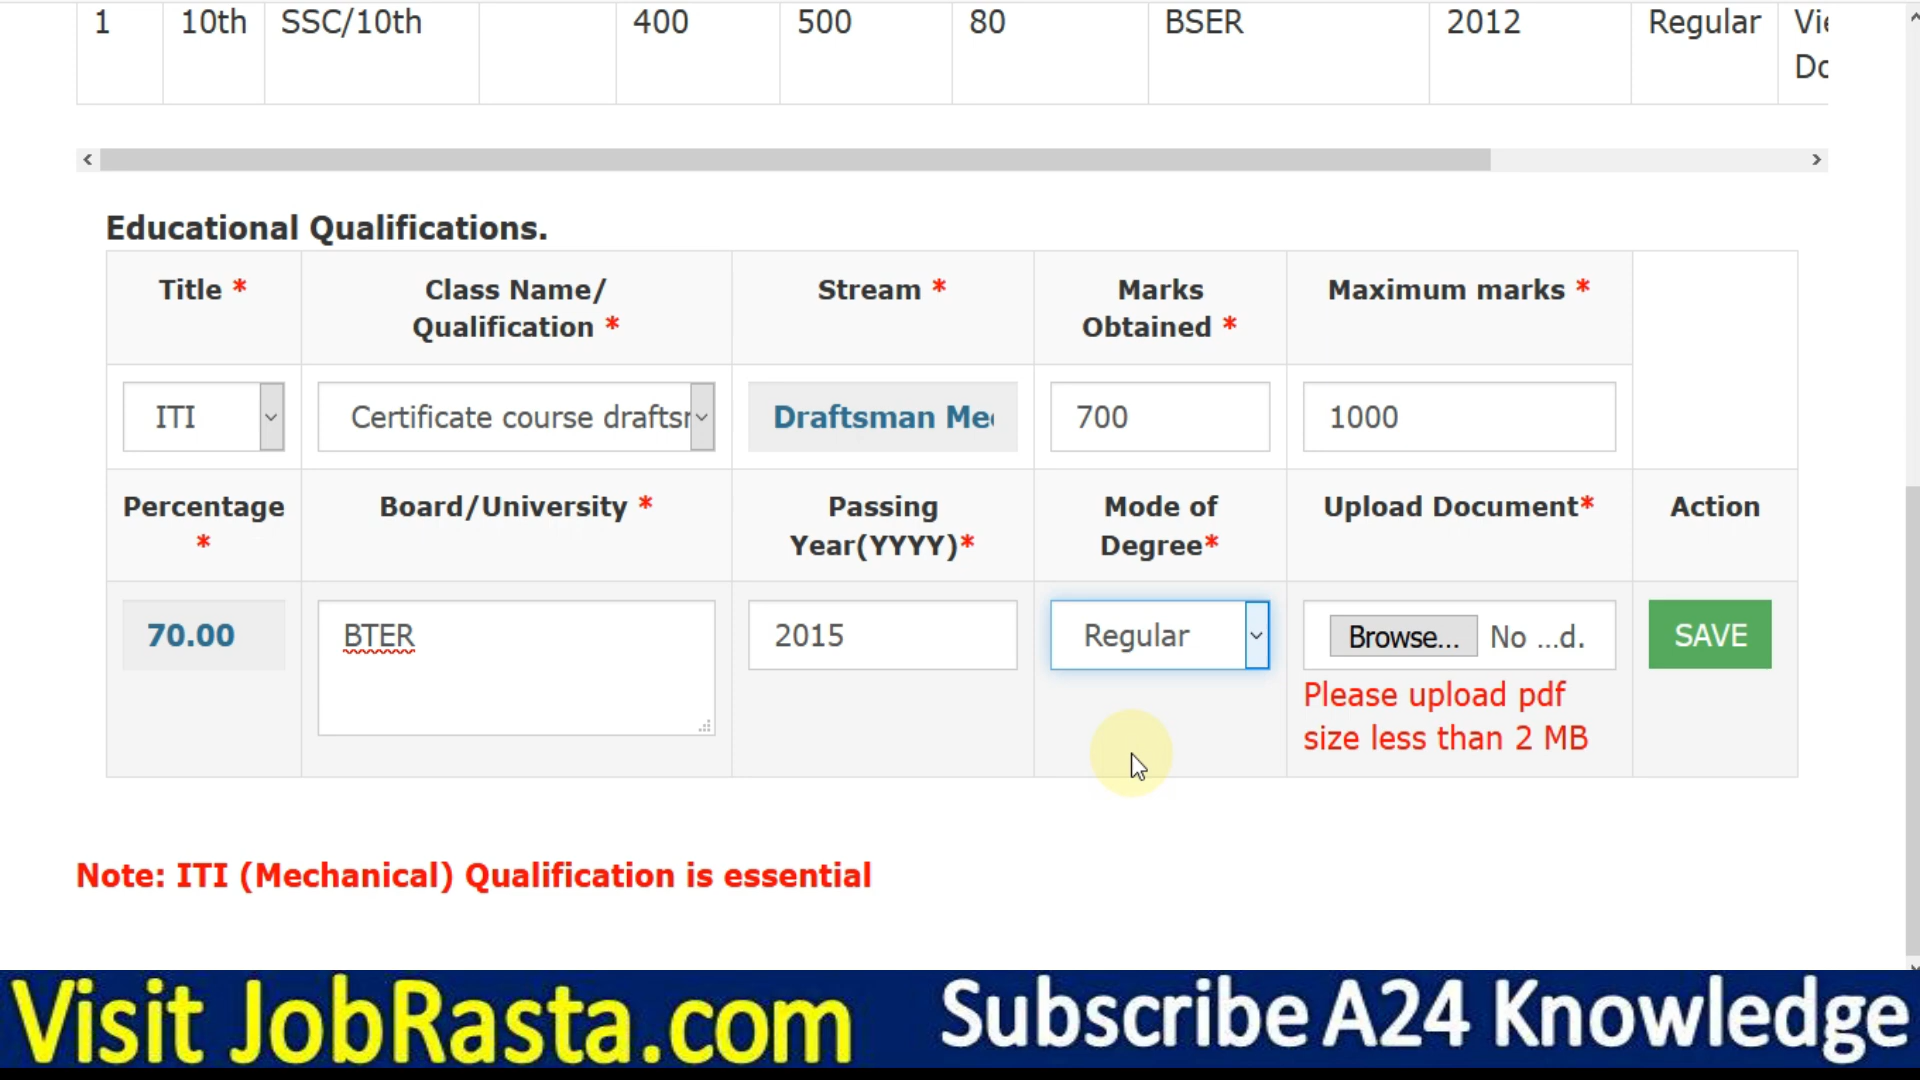 1 10th SSC/10th 400 500 80 BSER 2012 Regular
Educational Qualifications.
Title * Class Name/ Qualification * Stream * Marks Obtained * Maximum marks *
ITI Certificate course drafts Draftsman Me 700 1000
Percentage * Board/University * Passing Year(YYYY)* Mode of Degree* Upload Document* Action
70.00 BTER 2015 Regular Browse... No ...d. SAVE
Please upload pdf
size less than 2 MB
Note: ITI (Mechanical) Qualification is essential
Visit JobRasta.com Subscribe A24 Knowledge